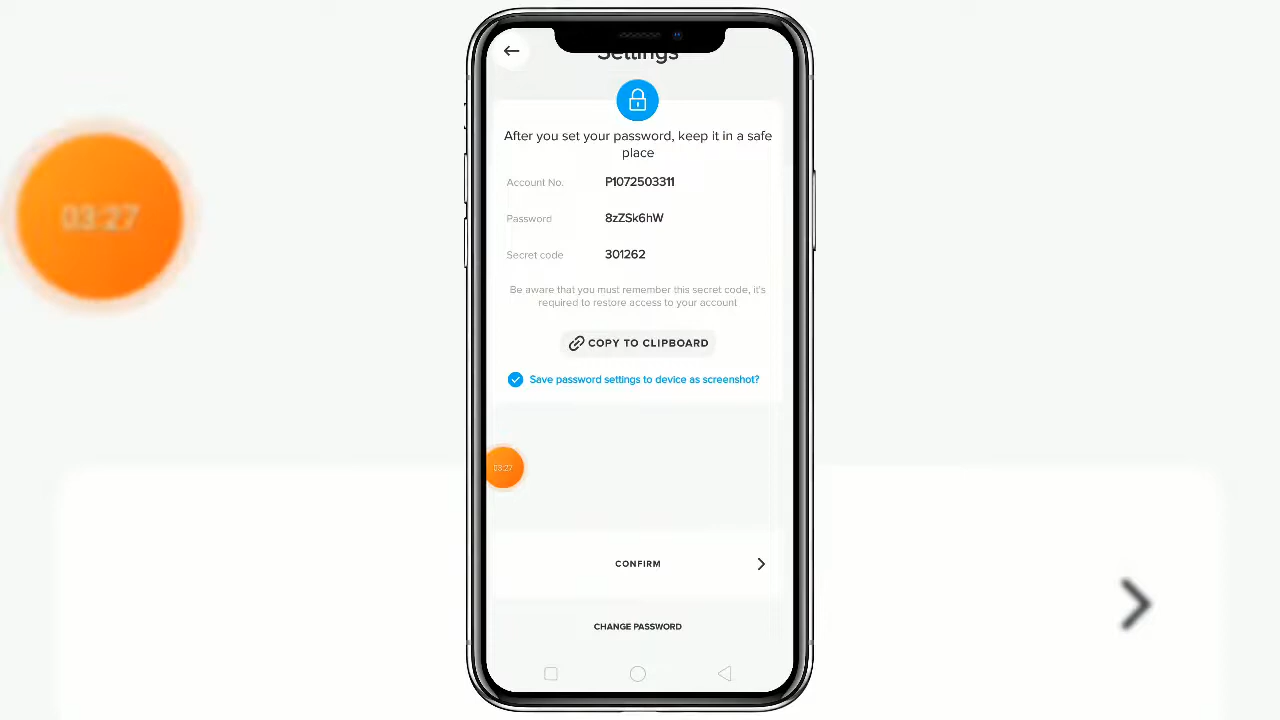 Settings
After you set your password, keep it in a safe
place
Account No. P1072503311
Password 8zZSk6hW
Secret code 301262
Be aware that you must remember this secret code, it's
required to restore access to your account
COPY TO CLIPBOARD
Save password settings to device as screenshot?
03:27
03:27
CONFIRM
CHANGE PASSWORD